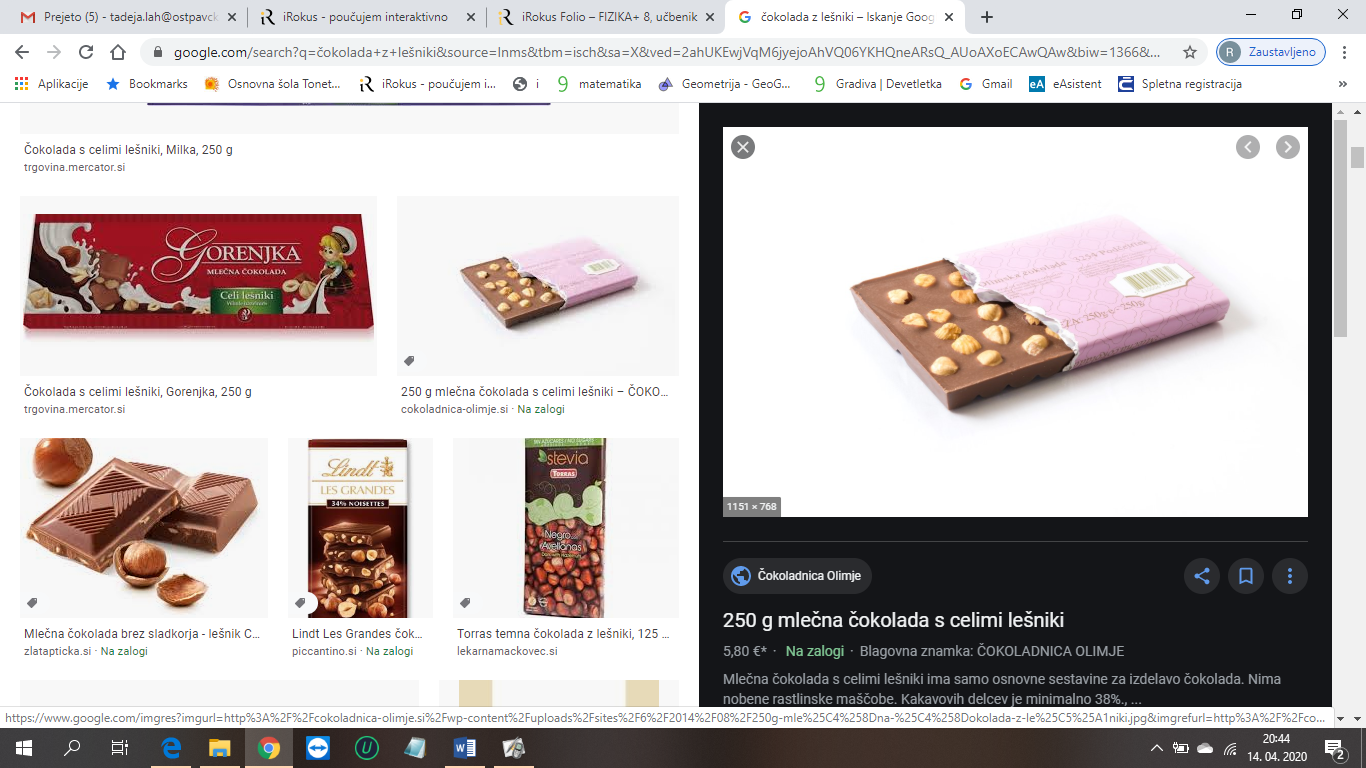 Prejeto (5) - tadeja.lah@ostpavck
iRokus – poučujem interaktivno
iRokus Folio – FIZIKA+ 8, učbenik
čokolada z lešniki – Iskanje Goog
google.com/search?q=čokolada+z+lešniki&source=lnms&tbm=isch&sa=X&ved=2ahUKEwjVqM6jyejoAhVQ06YKHQneARsQ_AUoAXoECAwQAw&biw=1366&...
R Zaustavljeno
Aplikacije
Bookmarks
Osnovna šola Tonet...
iRokus - poučujem i...
i
matematika
Geometrija - GeoG...
Gradiva | Devetletka
Gmail
eAsistent
Spletna registracija
Čokolada s celimi lešniki, Milka, 250 g
trgovina.mercator.si
GORENJKA
MLEČNA ČOKOLADA
Celi lešniki
Čokolada s celimi lešniki, Gorenjka, 250 g
trgovina.mercator.si
250 g mlečna čokolada s celimi lešniki – ČOKO...
cokoladnica-olimje.si · Na zalogi
Lindt
LES GRANDES
34% NOISETTES
stevia
TORRAS
Negro con
Avellanas
Mlečna čokolada brez sladkorja - lešnik C...
zlatapticka.si · Na zalogi
Lindt Les Grandes čok...
piccantino.si · Na zalogi
Torras temna čokolada z lešniki, 125 ...
lekarnamackovec.si
1151 × 768
Čokoladnica Olimje
250 g mlečna čokolada s celimi lešniki
5,80 €* · Na zalogi · Blagovna znamka: ČOKOLADNICA OLIMJE
Mlečna čokolada s celimi lešniki ima samo osnovne sestavine za izdelavo čokolada. Nima
nobene rastlinske maščobe. Kakavovih delcev je minimalno 38%., ...
https://www.google.com/imgres?imgurl=http%3A%2F%2Fcokoladnica-olimje.si%2Fwp-content%2Fuploads%2Fsites%2F6%2F2014%2F08%2F250g-mle%25C4%258Dna-%25C4%258Dokolada-z-le%25C5%25A1niki.jpg&imgrefurl=http%3A%2F%2Fco...
20:44
14. 04. 2020
2